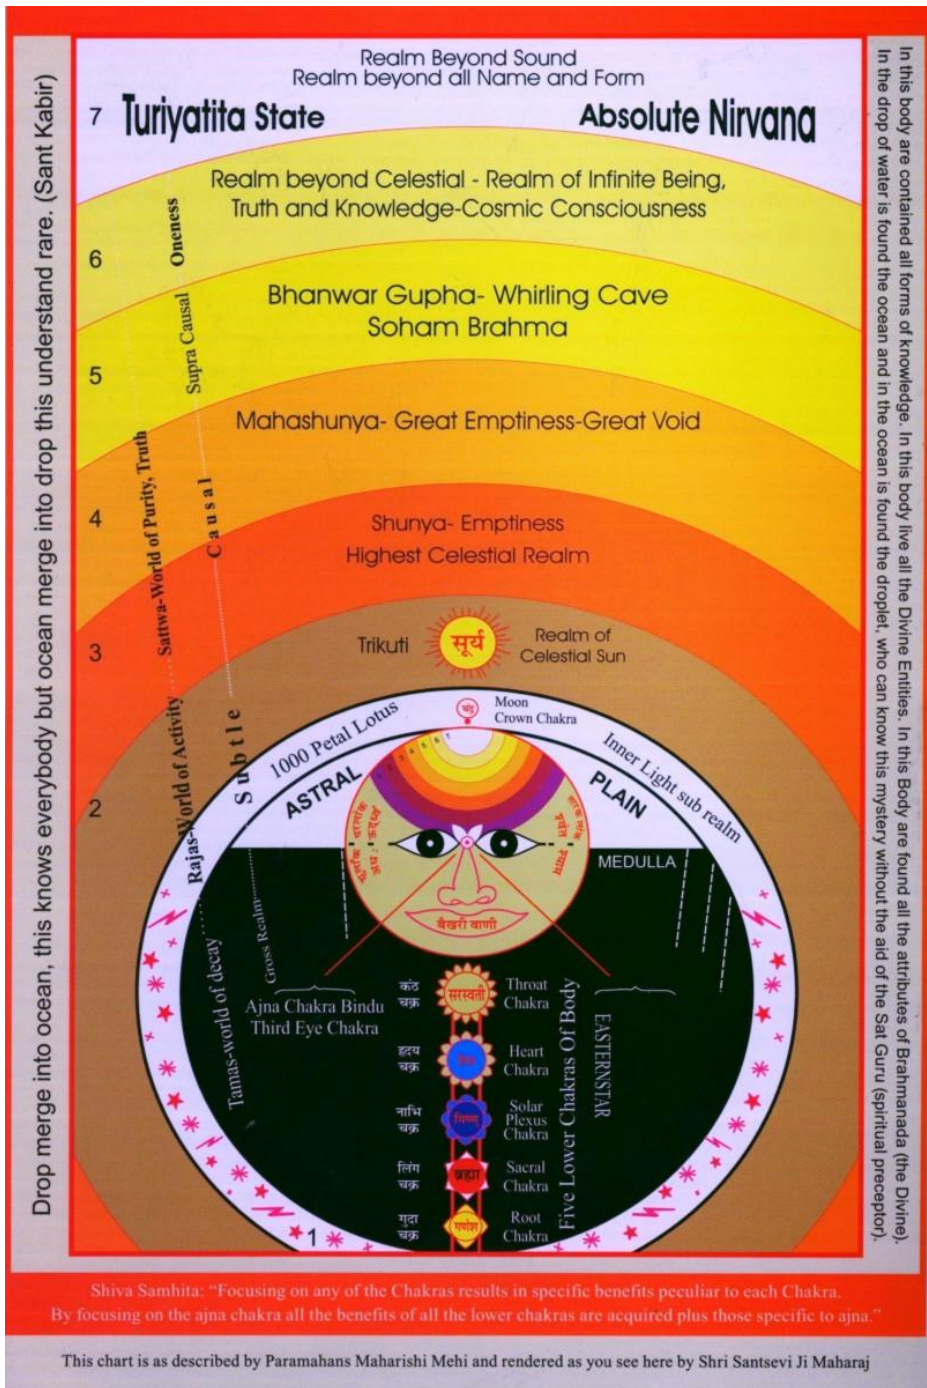 Realm Beyond Sound
Realm beyond all Name and Form
7 Turiyatita State Absolute Nirvana
Realm beyond Celestial - Realm of Infinite Being,
Truth and Knowledge-Cosmic Consciousness
6
Oneness
Bhanwar Gupha- Whirling Cave
Soham Brahma
5
Supra Causal
Mahashunya- Great Emptiness-Great Void
4
Sattwa-World of Purity, Truth
Causal
Shunya- Emptiness
Highest Celestial Realm
3
Trikuti
सूर्य
Realm of
Celestial Sun
2
Rajas-World of Activity
Subtle
1000 Petal Lotus
Moon
Crown Chakra
Inner Light sub realm
ASTRAL
PLAIN
1 2 3 4 5 6 7
MEDULLA
बैखरी वाणी
Gross Realm
Tamas-world of decay
Ajna Chakra Bindu
Third Eye Chakra
कंठ
चक्र
सरस्वती
Throat
Chakra
हृदय
चक्र
Heart
Chakra
नाभि
चक्र
विष्णु
Solar
Plexus
Chakra
लिंग
चक्र
ब्रह्मा
Sacral
Chakra
गुदा
चक्र
गणेश
Root
Chakra
Five Lower Chakras Of Body
EASTERNSTAR
1
Drop merge into ocean, this knows everybody but ocean merge into drop this understand rare. (Sant Kabir)
In this body are contained all forms of knowledge. In this body live all the Divine Entities. In this Body are found all the attributes of Brahmanada (the Divine).
In the drop of water is found the ocean and in the ocean is found the droplet, who can know this mystery without the aid of the Sat Guru (spiritual preceptor).
Shiva Samhita: “Focusing on any of the Chakras results in specific benefits peculiar to each Chakra.
By focusing on the ajna chakra all the benefits of all the lower chakras are acquired plus those specific to ajna.”
This chart is as described by Paramahans Maharishi Mehi and rendered as you see here by Shri Santsevi Ji Maharaj